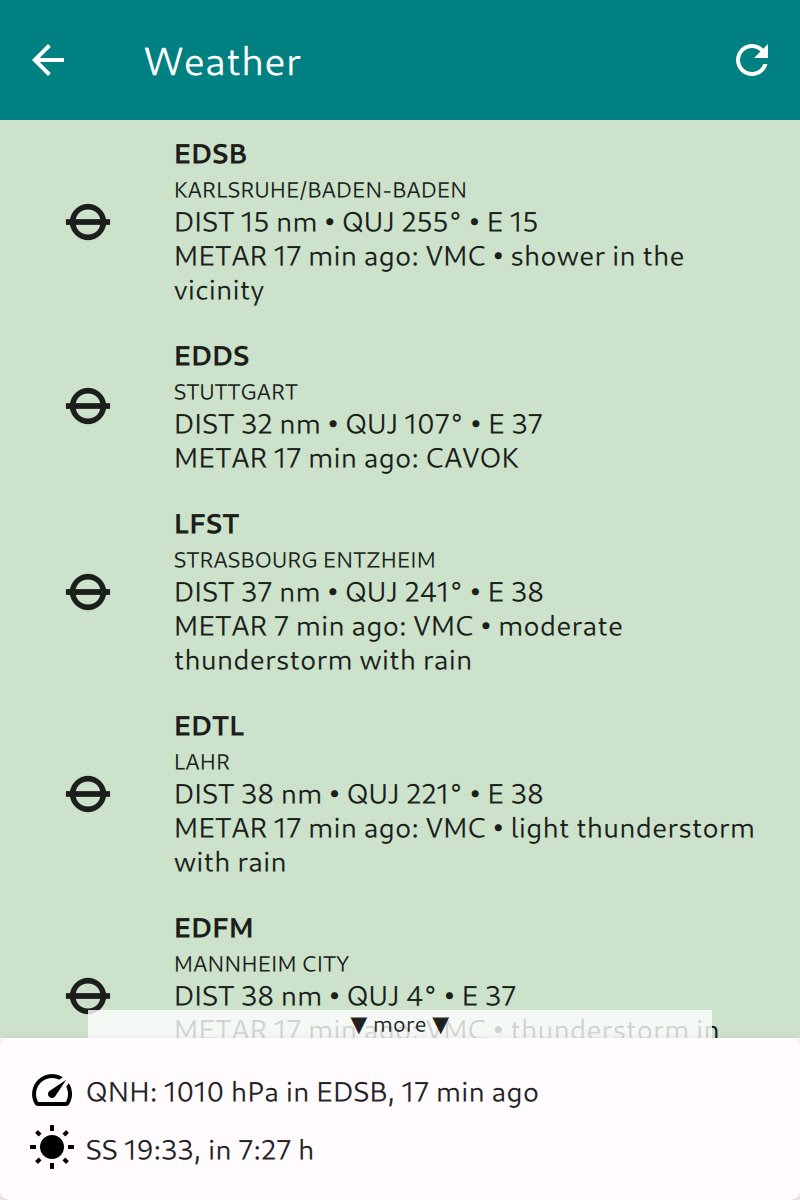 Weather
EDSB
KARLSRUHE/BADEN-BADEN
DIST 15 nm • QUJ 255° • E 15
METAR 17 min ago: VMC • shower in the
vicinity
EDDS
STUTTGART
DIST 32 nm • QUJ 107° • E 37
METAR 17 min ago: CAVOK
LFST
STRASBOURG ENTZHEIM
DIST 37 nm • QUJ 241° • E 38
METAR 7 min ago: VMC • moderate
thunderstorm with rain
EDTL
LAHR
DIST 38 nm • QUJ 221° • E 38
METAR 17 min ago: VMC • light thunderstorm
with rain
EDFM
MANNHEIM CITY
DIST 38 nm • QUJ 4° • E 37
METAR 17 min ago: VMC • thunderstorm in
▼ more ▼
QNH: 1010 hPa in EDSB, 17 min ago
SS 19:33, in 7:27 h